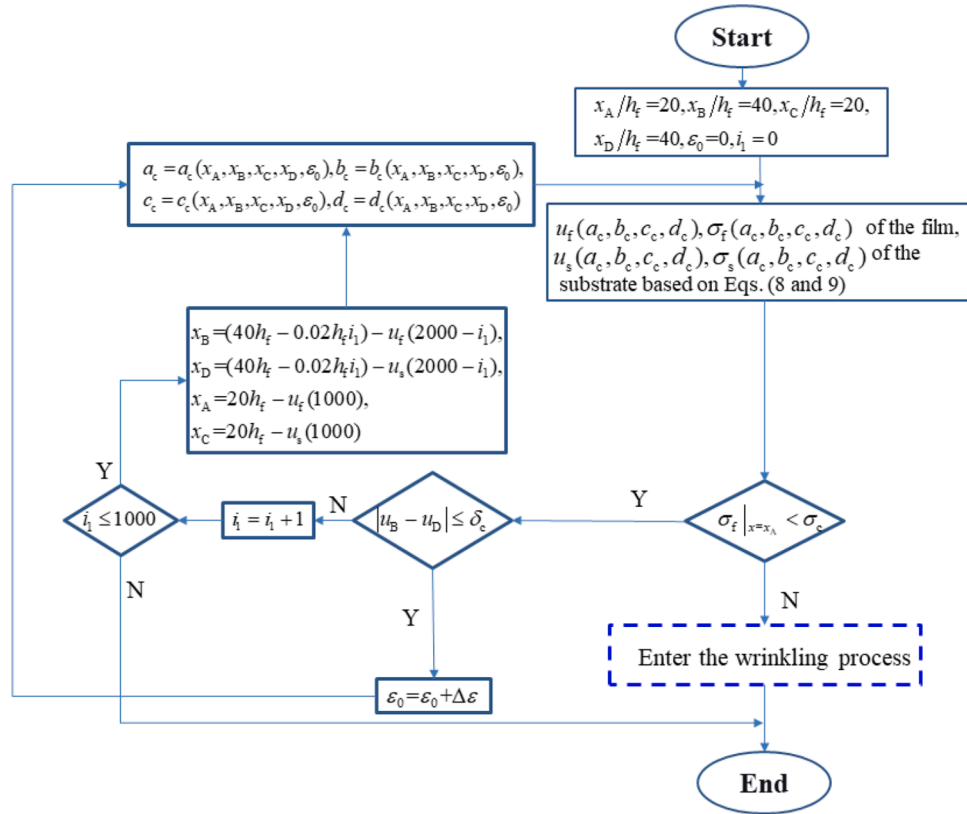 Start
x_A/h_f =20,x_B/h_f =40,x_C/h_f =20,
x_D/h_f =40,ε_0=0,i_1 = 0
a_c = a_c(x_A,x_B,x_C,x_D,ε_0),b_c = b_c(x_A,x_B,x_C,x_D,ε_0),
c_c = c_c(x_A,x_B,x_C,x_D,ε_0),d_c = d_c(x_A,x_B,x_C,x_D,ε_0)
u_f(a_c,b_c,c_c,d_c),σ_f(a_c,b_c,c_c,d_c) of the film,
u_s(a_c,b_c,c_c,d_c),σ_s(a_c,b_c,c_c,d_c) of the
substrate based on Eqs. (8 and 9)
x_B=(40h_f − 0.02h_f i_1) − u_f(2000 − i_1),
x_D=(40h_f − 0.02h_f i_1) − u_s(2000 − i_1),
x_A=20h_f − u_f(1000),
x_C=20h_f − u_s(1000)
Y
i_1 ≤1000
i_1 = i_1 +1
N
|u_B − u_D| ≤ δ_c
Y
σ_f |_{x=x_A} < σ_c
N
Y
N
Enter the wrinkling process
ε_0=ε_0+Δε
End